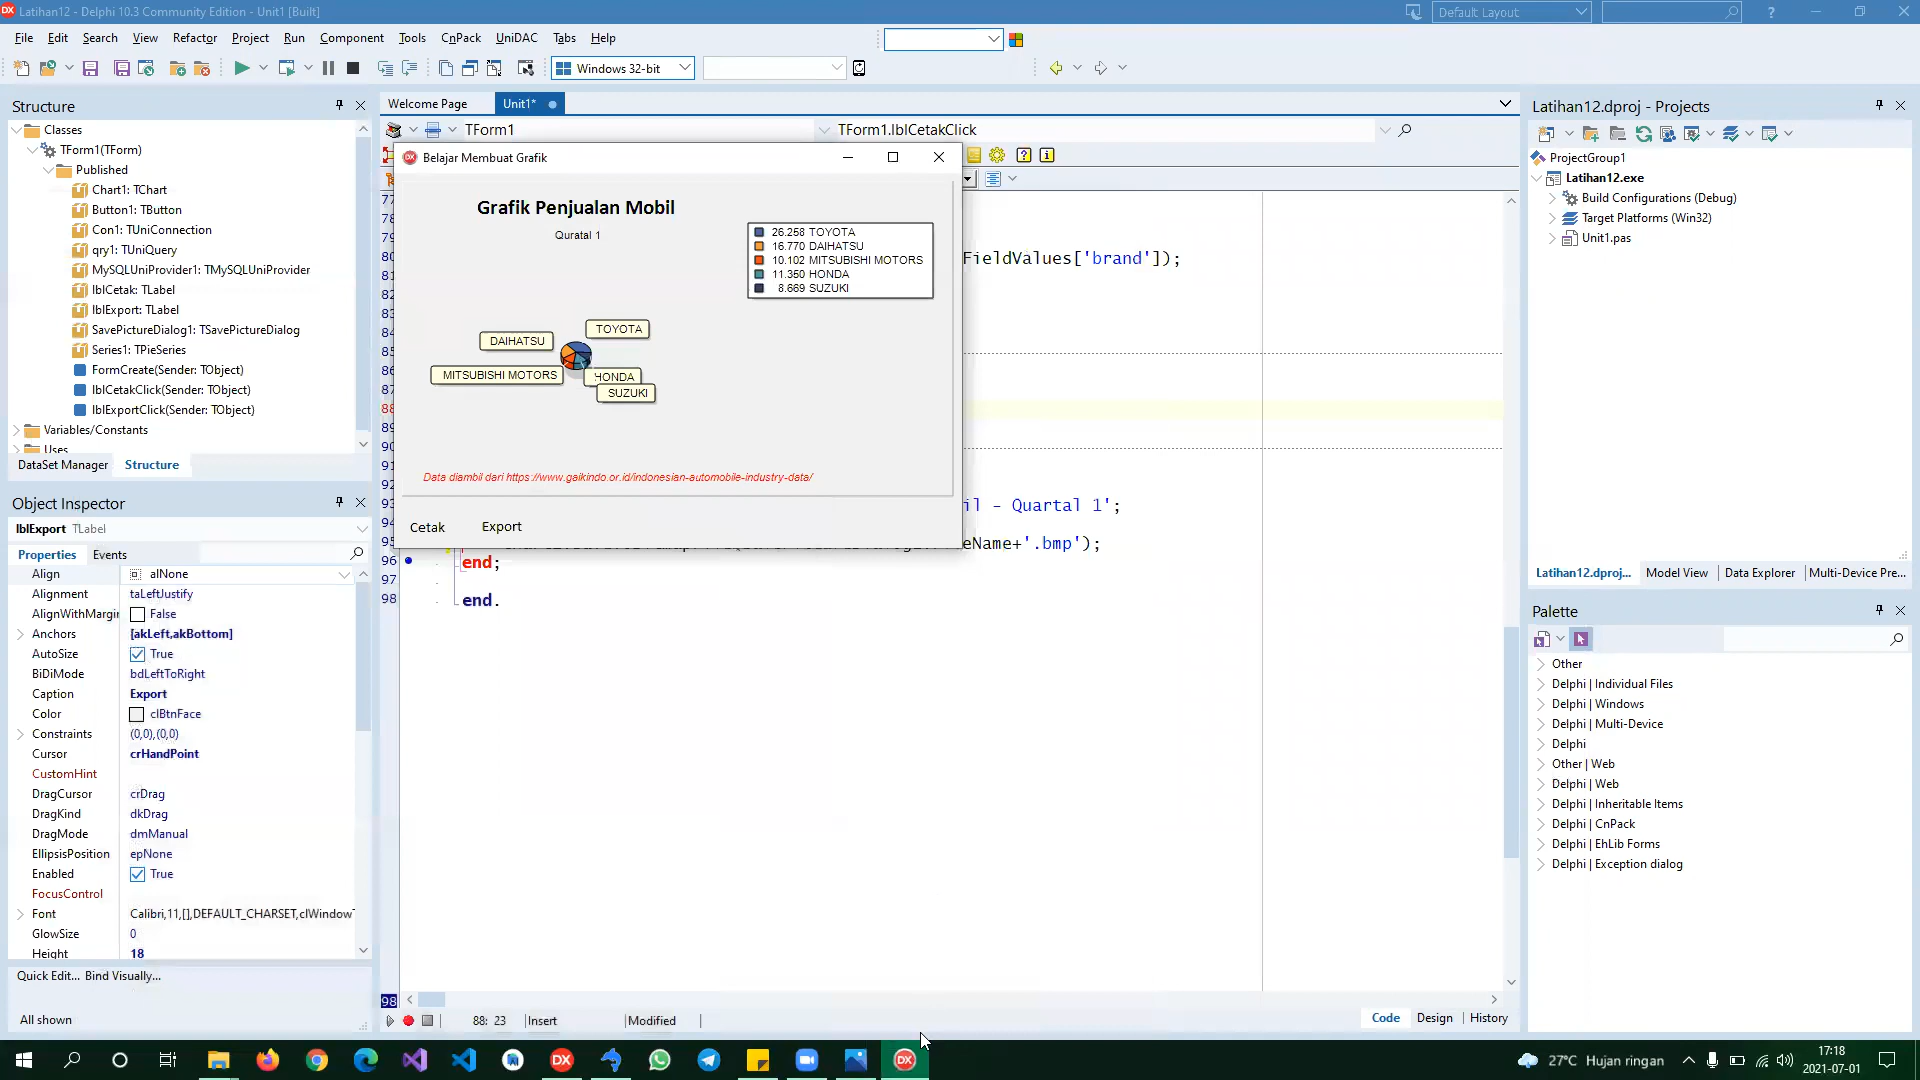 Latihan12 - Delphi 10.3 Community Edition - Unit1 [Built]
Default Layout
File Edit Search View Refactor Project Run Component Tools CnPack UniDAC Tabs Help
Windows 32-bit
Structure
Classes
TForm1(TForm)
Published
Chart1: TChart
Button1: TButton
Con1: TUniConnection
qry1: TUniQuery
MySQLUniProvider1: TMySQLUniProvider
lblCetak: TLabel
lblExport: TLabel
SavePictureDialog1: TSavePictureDialog
Series1: TPieSeries
FormCreate(Sender: TObject)
lblCetakClick(Sender: TObject)
lblExportClick(Sender: TObject)
Variables/Constants
Uses
DataSet Manager Structure
Object Inspector
lblExport TLabel
Properties Events
Align alNone
Alignment taLeftJustify
AlignWithMargin False
Anchors [akLeft,akBottom]
AutoSize True
BiDiMode bdLeftToRight
Caption Export
Color clBtnFace
Constraints (0,0),(0,0)
Cursor crHandPoint
CustomHint
DragCursor crDrag
DragKind dkDrag
DragMode dmManual
EllipsisPosition epNone
Enabled True
FocusControl
Font Calibri,11,[],DEFAULT_CHARSET,clWindowT
GlowSize 0
Height 18
Quick Edit... Bind Visually...
All shown
Welcome Page Unit1*
TForm1 TForm1.lblCetakClick
Belajar Membuat Grafik
Grafik Penjualan Mobil
Quratal 1
26.258 TOYOTA
16.770 DAIHATSU
10.102 MITSUBISHI MOTORS
11.350 HONDA
8.669 SUZUKI
TOYOTA
DAIHATSU
MITSUBISHI MOTORS
HONDA
SUZUKI
Data diambil dari https://www.gaikindo.or.id/indonesian-automobile-industry-data/
Cetak Export
FieldValues['brand']);
il - Quartal 1';
eName+'.bmp');
96 end;
97
98 end.
98
88: 23 Insert Modified
Code Design History
Latihan12.dproj - Projects
ProjectGroup1
Latihan12.exe
Build Configurations (Debug)
Target Platforms (Win32)
Unit1.pas
Latihan12.dproj... Model View Data Explorer Multi-Device Pre...
Palette
Other
Delphi | Individual Files
Delphi | Windows
Delphi | Multi-Device
Delphi
Other | Web
Delphi | Web
Delphi | Inheritable Items
Delphi | CnPack
Delphi | EhLib Forms
Delphi | Exception dialog
27°C Hujan ringan
17:18
2021-07-01